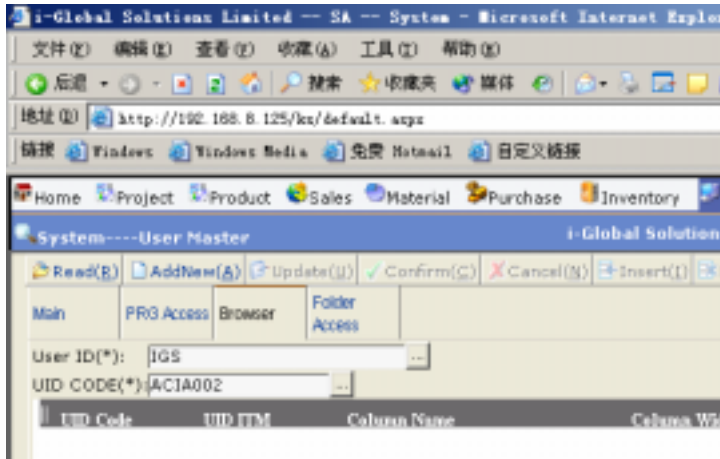 i-Global Solutions Limited -- SA -- System - Microsoft Internet Explo
文件(F) 编辑(E) 查看(V) 收藏(A) 工具(T) 帮助(H)
后退 搜索 收藏夹 媒体
地址(D) http://192.168.8.125/kx/default.aspx
链接 Windows Windows Media 免费 Hotmail 自定义链接
Home Project Product Sales Material Purchase Inventory
System----User Master i-Global Solution
Read(R) AddNew(A) Update(U) Confirm(C) Cancel(N) Insert(I)
Main PRG Access Browser Folder Access
User ID(*): IGS ...
UID CODE(*): ACIA002 ...
UID Code UID ITM Column Name Column Wi